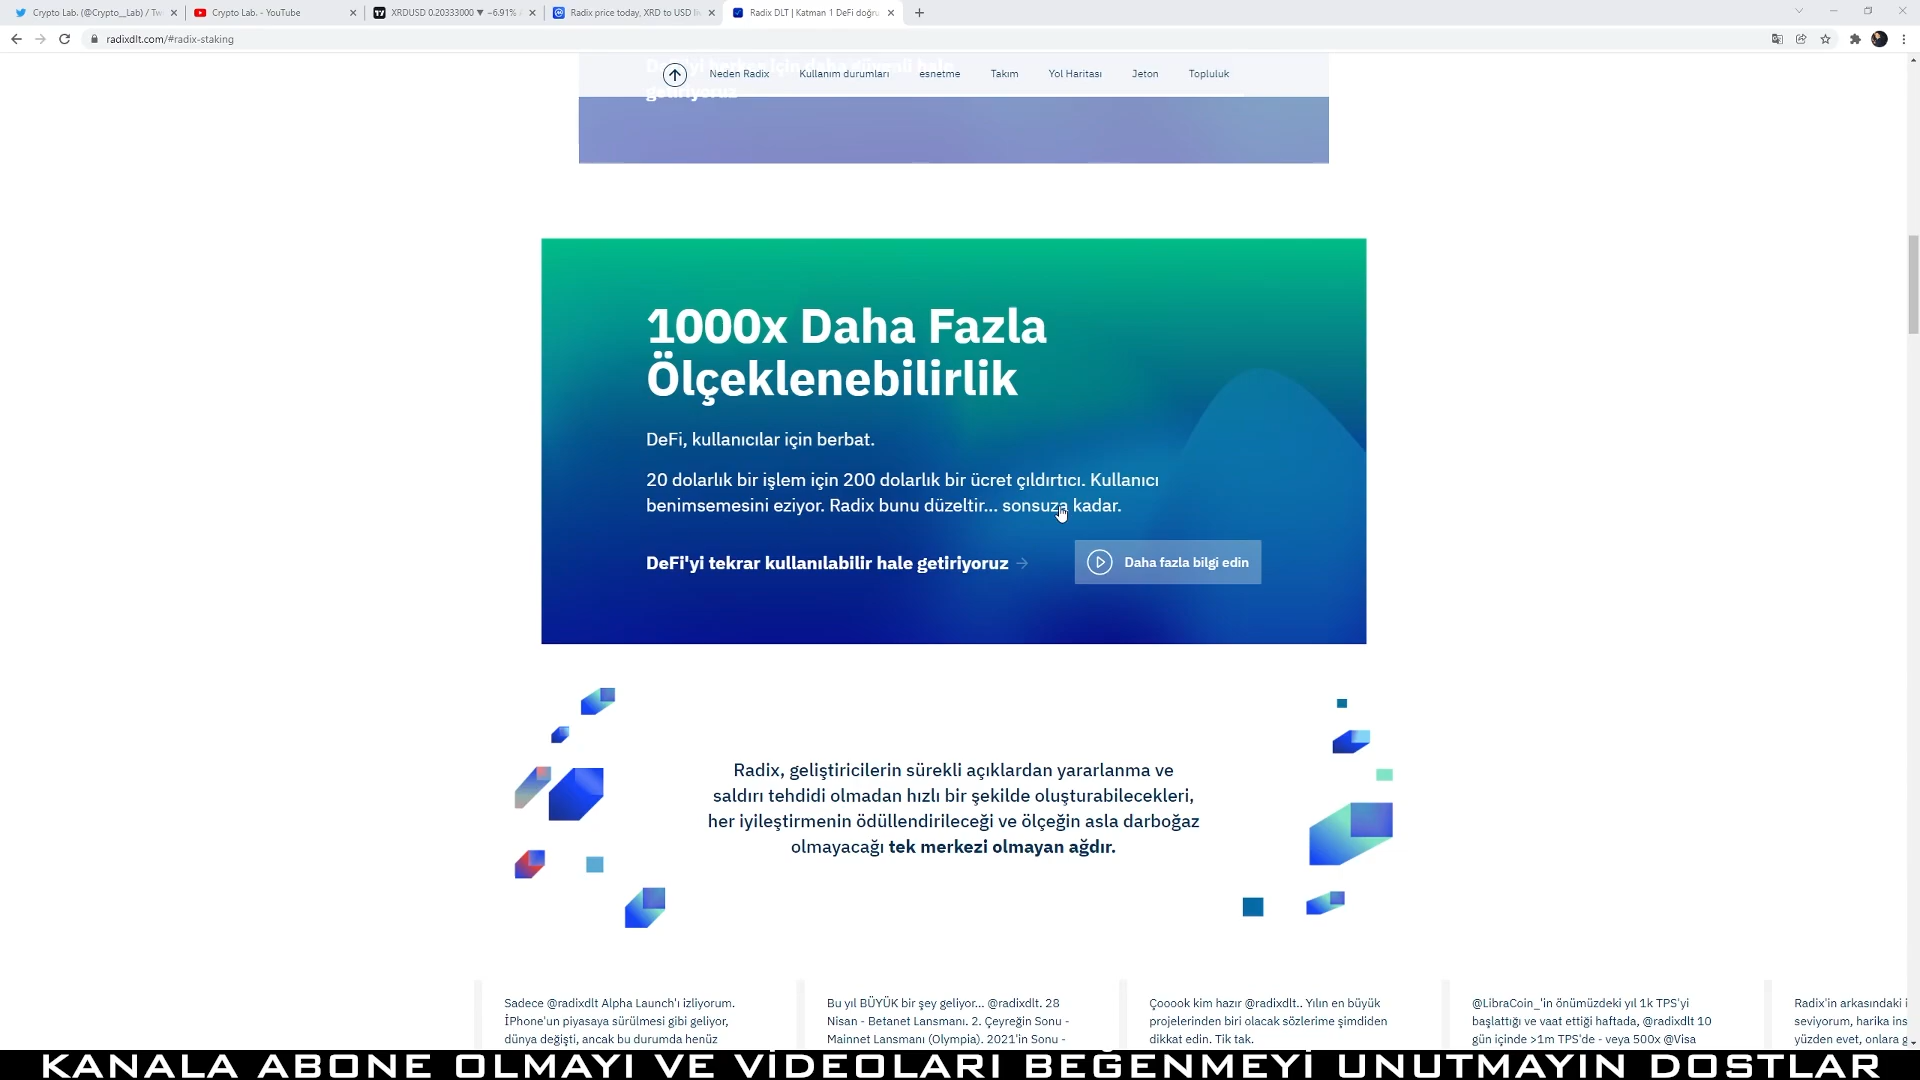 Crypto Lab. (@Crypto__Lab) / Tw
Crypto Lab. - YouTube
XRDUSD 0.20333000 ▼ −6.91%
Radix price today, XRD to USD li
Radix DLT | Katman 1 DeFi doğru
radixdlt.com/#radix-staking
Neden Radix
Kullanım durumları
esnetme
Takım
Yol Haritası
Jeton
Topluluk
getiriyoruz
1000x Daha Fazla
Ölçeklenebilirlik
DeFi, kullanıcılar için berbat.
20 dolarlık bir işlem için 200 dolarlık bir ücret çıldırtıcı. Kullanıcı
benimsemesini eziyor. Radix bunu düzeltir... sonsuza kadar.
DeFi'yi tekrar kullanılabilir hale getiriyoruz →
Daha fazla bilgi edin
Radix, geliştiricilerin sürekli açıklardan yararlanma ve
saldırı tehdidi olmadan hızlı bir şekilde oluşturabilecekleri,
her iyileştirmenin ödüllendirileceği ve ölçeğin asla darboğaz
olmayacağı tek merkezi olmayan ağdır.
Sadece @radixdlt Alpha Launch'ı izliyorum.
İPhone'un piyasaya sürülmesi gibi geliyor,
dünya değişti, ancak bu durumda henüz
Bu yıl BÜYÜK bir şey geliyor... @radixdlt. 28
Nisan - Betanet Lansmanı. 2. Çeyreğin Sonu -
Mainnet Lansmanı (Olympia). 2021'in Sonu -
Çooook kim hazır @radixdlt.. Yılın en büyük
projelerinden biri olacak sözlerime şimdiden
dikkat edin. Tik tak.
@LibraCoin_'in önümüzdeki yıl 1k TPS'yi
başlattığı ve vaat ettiği haftada, @radixdlt 10
gün içinde >1m TPS'de - veya 500x @Visa
Radix'in arkasındaki
seviyorum, harika ins
yüzden evet, onlara g
KANALA ABONE OLMAYI VE VİDEOLARI BEĞENMEYİ UNUTMAYIN DOSTLAR